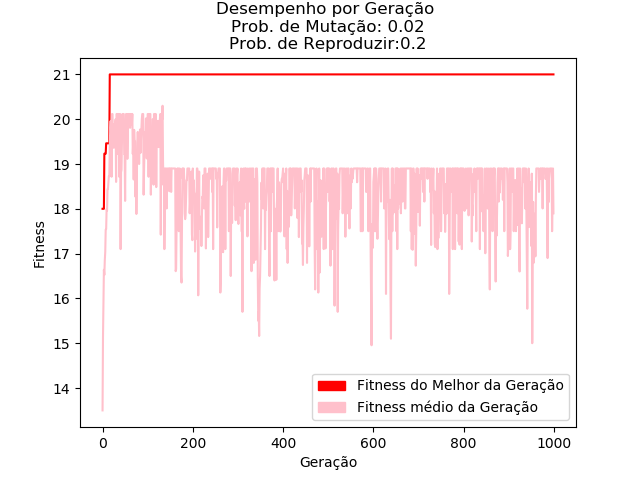 Desempenho por Geração
Prob. de Mutação: 0.02
Prob. de Reproduzir:0.2
21
20
19
18
17
16
15
14
Fitness
Fitness do Melhor da Geração
Fitness médio da Geração
0
200
400
600
800
1000
Geração